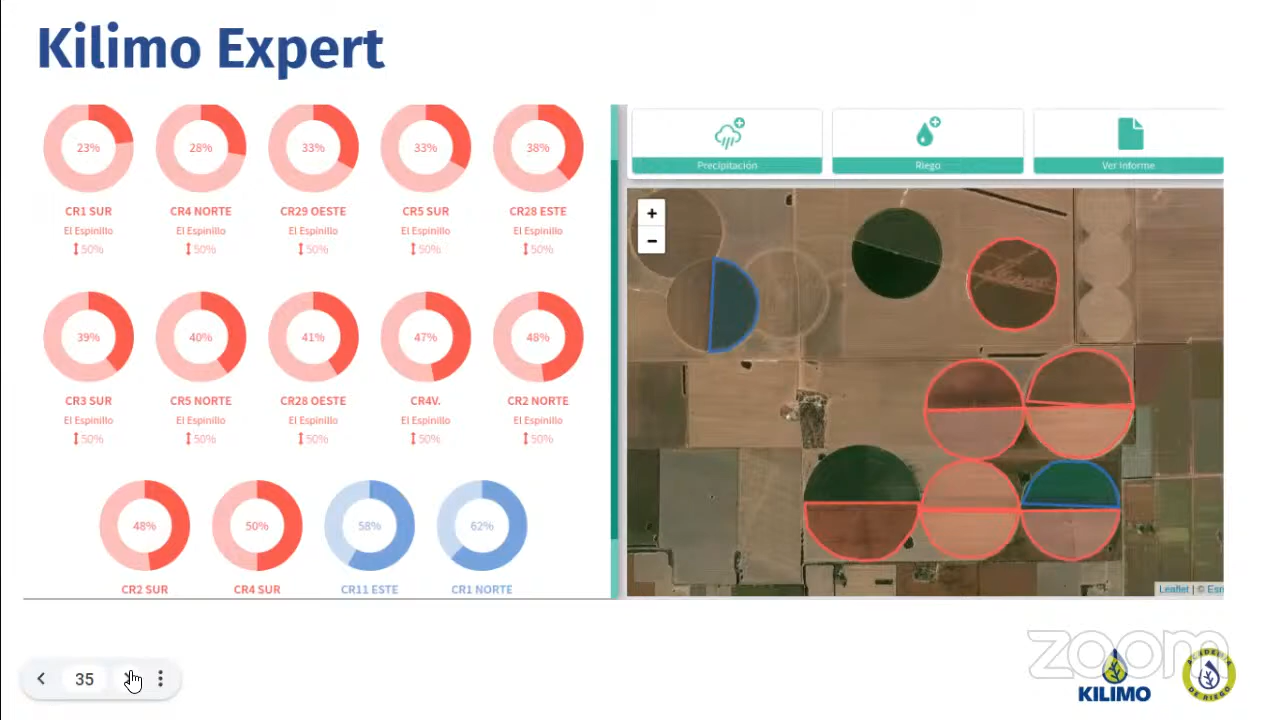 Kilimo Expert
23% 28% 33% 33% 38%
CR1 SUR CR4 NORTE CR29 OESTE CR5 SUR CR28 ESTE
El Espinillo El Espinillo El Espinillo El Espinillo El Espinillo
50% 50% 50% 50% 50%
39% 40% 41% 47% 48%
CR3 SUR CR5 NORTE CR28 OESTE CR4V. CR2 NORTE
El Espinillo El Espinillo El Espinillo El Espinillo El Espinillo
50% 50% 50% 50% 50%
48% 50% 58% 62%
CR2 SUR CR4 SUR CR11 ESTE CR1 NORTE
Precipitación Riego Ver Informe
+
−
Leaflet | © Esri
35
zoom
KILIMO
ACADEMIA DE RIEGO